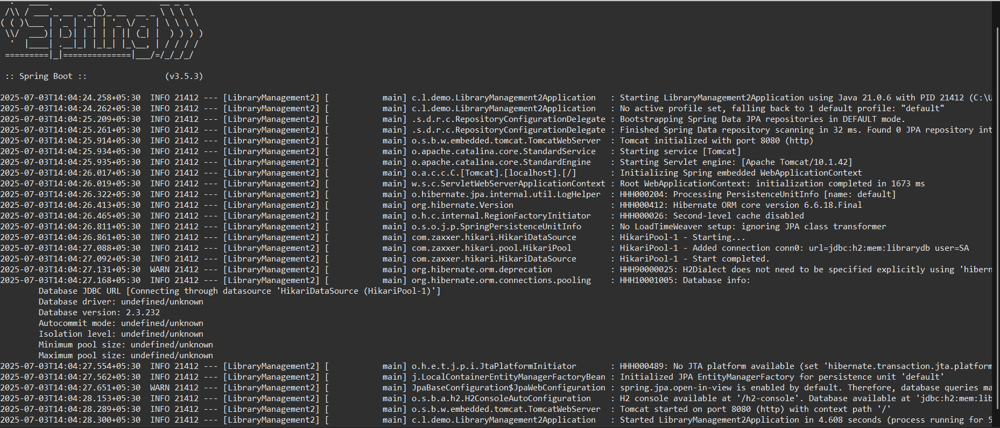 .   ____          _            __ _ _
 /\\ / ___'_ __ _ _(_)_ __  __ _ \ \ \ \
( ( )\___ | '_ | '_| | '_ \/ _` | \ \ \ \
 \\/  ___)| |_)| | | | | || (_| |  ) ) ) )
  '  |____| .__|_| |_|_| |_\__, | / / / /
 =========|_|==============|___/=/_/_/_/

 :: Spring Boot ::                (v3.5.3)

2025-07-03T14:04:24.258+05:30  INFO 21412 --- [LibraryManagement2] [           main] c.l.demo.LibraryManagement2Application   : Starting LibraryManagement2Application using Java 21.0.6 with PID 21412 (C:\U
2025-07-03T14:04:24.262+05:30  INFO 21412 --- [LibraryManagement2] [           main] c.l.demo.LibraryManagement2Application   : No active profile set, falling back to 1 default profile: "default"
2025-07-03T14:04:25.209+05:30  INFO 21412 --- [LibraryManagement2] [           main] .s.d.r.c.RepositoryConfigurationDelegate : Bootstrapping Spring Data JPA repositories in DEFAULT mode.
2025-07-03T14:04:25.261+05:30  INFO 21412 --- [LibraryManagement2] [           main] .s.d.r.c.RepositoryConfigurationDelegate : Finished Spring Data repository scanning in 32 ms. Found 0 JPA repository int
2025-07-03T14:04:25.914+05:30  INFO 21412 --- [LibraryManagement2] [           main] o.s.b.w.embedded.tomcat.TomcatWebServer  : Tomcat initialized with port 8080 (http)
2025-07-03T14:04:25.934+05:30  INFO 21412 --- [LibraryManagement2] [           main] o.apache.catalina.core.StandardService   : Starting service [Tomcat]
2025-07-03T14:04:25.935+05:30  INFO 21412 --- [LibraryManagement2] [           main] o.apache.catalina.core.StandardEngine    : Starting Servlet engine: [Apache Tomcat/10.1.42]
2025-07-03T14:04:26.017+05:30  INFO 21412 --- [LibraryManagement2] [           main] o.a.c.c.C.[Tomcat].[localhost].[/]       : Initializing Spring embedded WebApplicationContext
2025-07-03T14:04:26.019+05:30  INFO 21412 --- [LibraryManagement2] [           main] w.s.c.ServletWebServerApplicationContext : Root WebApplicationContext: initialization completed in 1673 ms
2025-07-03T14:04:26.322+05:30  INFO 21412 --- [LibraryManagement2] [           main] o.hibernate.jpa.internal.util.LogHelper  : HHH000204: Processing PersistenceUnitInfo [name: default]
2025-07-03T14:04:26.413+05:30  INFO 21412 --- [LibraryManagement2] [           main] org.hibernate.Version                    : HHH000412: Hibernate ORM core version 6.6.18.Final
2025-07-03T14:04:26.465+05:30  INFO 21412 --- [LibraryManagement2] [           main] o.h.c.internal.RegionFactoryInitiator    : HHH000026: Second-level cache disabled
2025-07-03T14:04:26.811+05:30  INFO 21412 --- [LibraryManagement2] [           main] o.s.o.j.p.SpringPersistenceUnitInfo      : No LoadTimeWeaver setup: ignoring JPA class transformer
2025-07-03T14:04:26.861+05:30  INFO 21412 --- [LibraryManagement2] [           main] com.zaxxer.hikari.HikariDataSource       : HikariPool-1 - Starting...
2025-07-03T14:04:27.088+05:30  INFO 21412 --- [LibraryManagement2] [           main] com.zaxxer.hikari.pool.HikariPool        : HikariPool-1 - Added connection conn0: url=jdbc:h2:mem:librarydb user=SA
2025-07-03T14:04:27.092+05:30  INFO 21412 --- [LibraryManagement2] [           main] com.zaxxer.hikari.HikariDataSource       : HikariPool-1 - Start completed.
2025-07-03T14:04:27.131+05:30  WARN 21412 --- [LibraryManagement2] [           main] org.hibernate.orm.deprecation            : HHH90000025: H2Dialect does not need to be specified explicitly using 'hibern
2025-07-03T14:04:27.168+05:30  INFO 21412 --- [LibraryManagement2] [           main] org.hibernate.orm.connections.pooling    : HHH10001005: Database info:
	Database JDBC URL [Connecting through datasource 'HikariDataSource (HikariPool-1)']
	Database driver: undefined/unknown
	Database version: 2.3.232
	Autocommit mode: undefined/unknown
	Isolation level: undefined/unknown
	Minimum pool size: undefined/unknown
	Maximum pool size: undefined/unknown
2025-07-03T14:04:27.554+05:30  INFO 21412 --- [LibraryManagement2] [           main] o.h.e.t.j.p.i.JtaPlatformInitiator       : HHH000489: No JTA platform available (set 'hibernate.transaction.jta.platform
2025-07-03T14:04:27.562+05:30  INFO 21412 --- [LibraryManagement2] [           main] j.LocalContainerEntityManagerFactoryBean : Initialized JPA EntityManagerFactory for persistence unit 'default'
2025-07-03T14:04:27.651+05:30  WARN 21412 --- [LibraryManagement2] [           main] JpaBaseConfiguration$JpaWebConfiguration : spring.jpa.open-in-view is enabled by default. Therefore, database queries ma
2025-07-03T14:04:28.153+05:30  INFO 21412 --- [LibraryManagement2] [           main] o.s.b.a.h2.H2ConsoleAutoConfiguration    : H2 console available at '/h2-console'. Database available at 'jdbc:h2:mem:lib
2025-07-03T14:04:28.289+05:30  INFO 21412 --- [LibraryManagement2] [           main] o.s.b.w.embedded.tomcat.TomcatWebServer  : Tomcat started on port 8080 (http) with context path '/'
2025-07-03T14:04:28.300+05:30  INFO 21412 --- [LibraryManagement2] [           main] c.l.demo.LibraryManagement2Application   : Started LibraryManagement2Application in 4.608 seconds (process running for 5